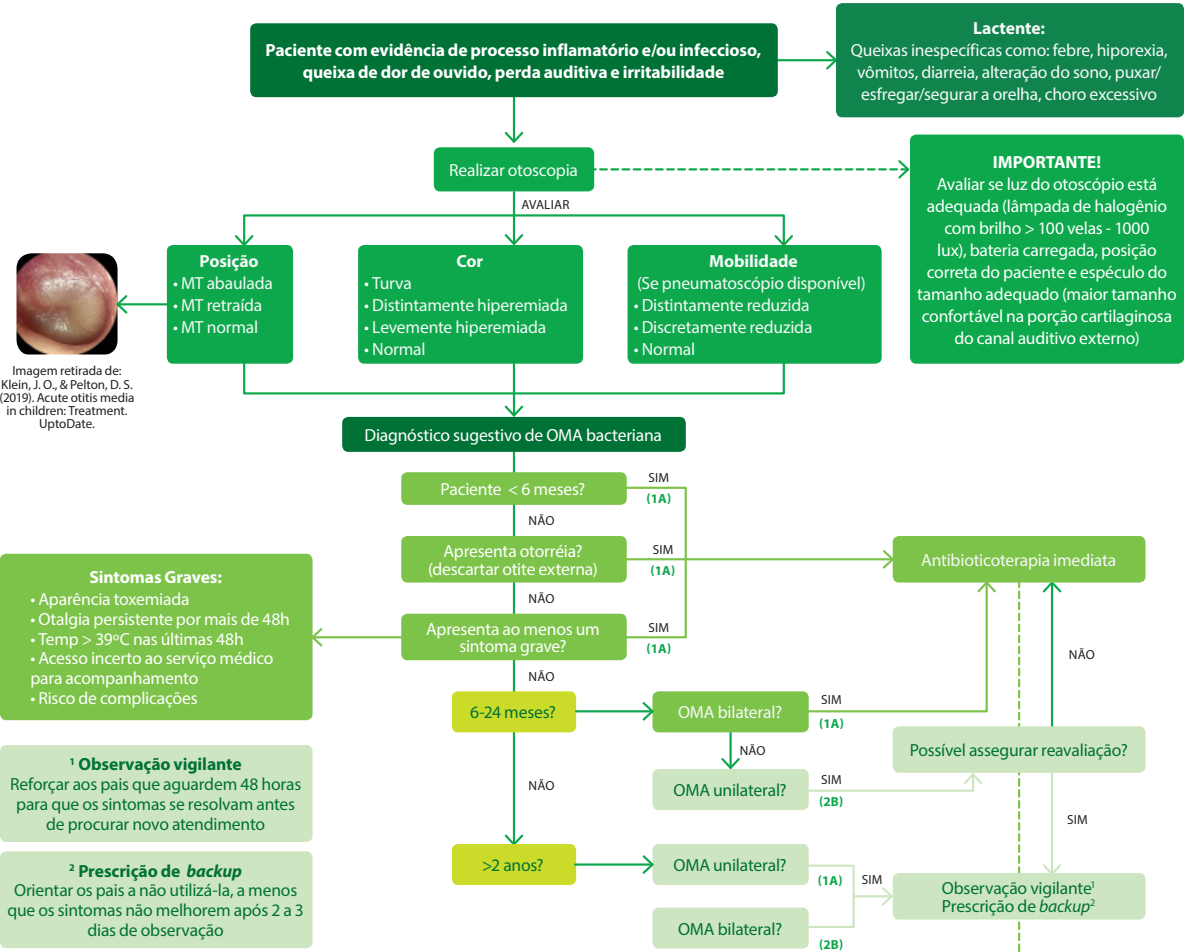 Paciente com evidência de processo inflamatório e/ou infeccioso,
queixa de dor de ouvido, perda auditiva e irritabilidade
Lactente:
Queixas inespecíficas como: febre, hiporexia,
vômitos, diarreia, alteração do sono, puxar/
esfregar/segurar a orelha, choro excessivo
Realizar otoscopia
IMPORTANTE!
Avaliar se luz do otoscópio está
adequada (lâmpada de halogênio
com brilho > 100 velas - 1000
lux), bateria carregada, posição
correta do paciente e espéculo do
tamanho adequado (maior tamanho
confortável na porção cartilaginosa
do canal auditivo externo)
AVALIAR
Posição
• MT abaulada
• MT retraída
• MT normal
Cor
• Turva
• Distintamente hiperemiada
• Levemente hiperemiada
• Normal
Mobilidade
(Se pneumatoscópio disponível)
• Distintamente reduzida
• Discretamente reduzida
• Normal
Imagem retirada de:
Klein, J. O., & Pelton, D. S.
(2019). Acute otitis media
in children: Treatment.
UptoDate.
Diagnóstico sugestivo de OMA bacteriana
Paciente < 6 meses?
SIM
(1A)
NÃO
Apresenta otorréia?
(descartar otite externa)
SIM
(1A)
Antibioticoterapia imediata
NÃO
Apresenta ao menos um
sintoma grave?
SIM
(1A)
Sintomas Graves:
• Aparência toxemiada
• Otalgia persistente por mais de 48h
• Temp > 39ºC nas últimas 48h
• Acesso incerto ao serviço médico
para acompanhamento
• Risco de complicações
NÃO
6-24 meses?
OMA bilateral?
SIM
(1A)
NÃO
NÃO
OMA unilateral?
SIM
(2B)
Possível assegurar reavaliação?
NÃO
SIM
¹ Observação vigilante
Reforçar aos pais que aguardem 48 horas
para que os sintomas se resolvam antes
de procurar novo atendimento
² Prescrição de backup
Orientar os pais a não utilizá-la, a menos
que os sintomas não melhorem após 2 a 3
dias de observação
>2 anos?
OMA unilateral?
(1A)
SIM
OMA bilateral?
(2B)
Observação vigilante¹
Prescrição de backup²